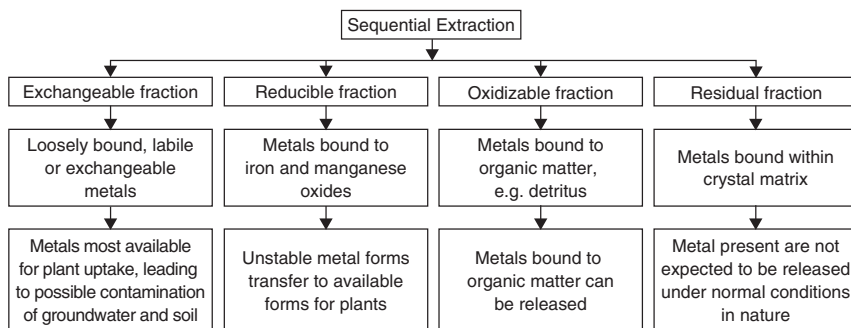 Sequential Extraction
Exchangeable fraction
Reducible fraction
Oxidizable fraction
Residual fraction
Loosely bound, labile
or exchangeable
metals
Metals bound to
iron and manganese
oxides
Metals bound to
organic matter,
e.g. detritus
Metals bound within
crystal matrix
Metals most available
for plant uptake, leading
to possible contamination
of groundwater and soil
Unstable metal forms
transfer to available
forms for plants
Metals bound to
organic matter can
be released
Metal present are not
expected to be released
under normal conditions
in nature